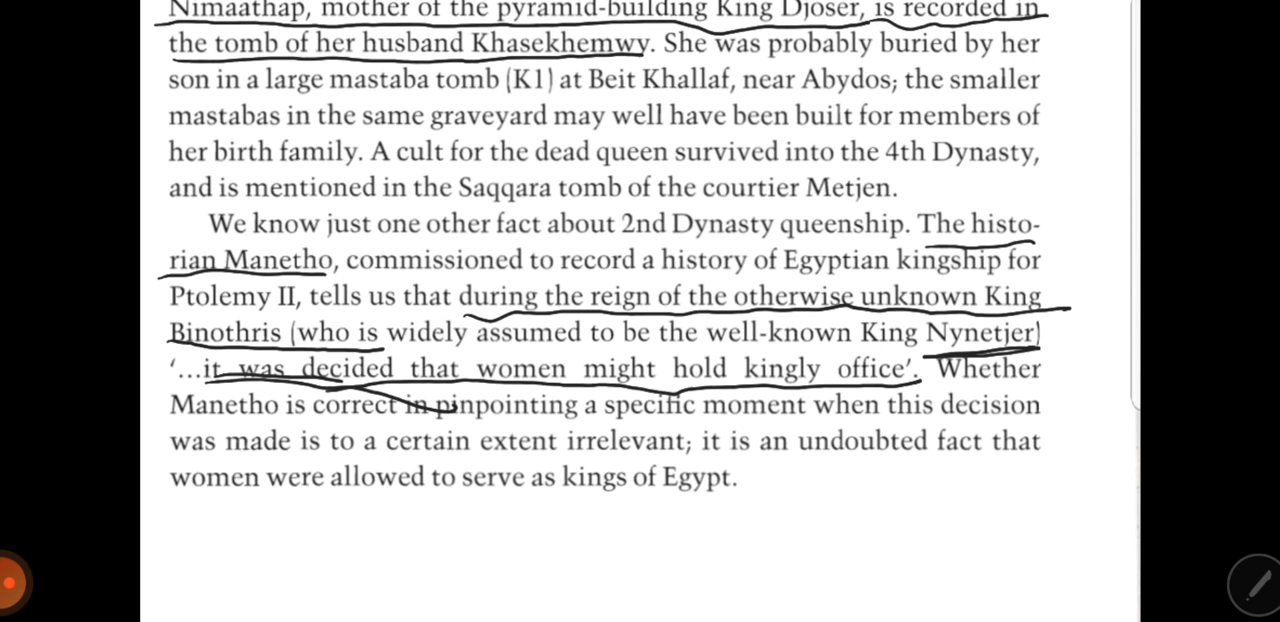 Nimaathap, mother of the pyramid-building King Djoser, is recorded in
the tomb of her husband Khasekhemwy. She was probably buried by her
son in a large mastaba tomb (K1) at Beit Khallaf, near Abydos; the smaller
mastabas in the same graveyard may well have been built for members of
her birth family. A cult for the dead queen survived into the 4th Dynasty,
and is mentioned in the Saqqara tomb of the courtier Metjen.
We know just one other fact about 2nd Dynasty queenship. The histo-
rian Manetho, commissioned to record a history of Egyptian kingship for
Ptolemy II, tells us that during the reign of the otherwise unknown King
Binothris (who is widely assumed to be the well-known King Nynetjer)
‘...it was decided that women might hold kingly office’. Whether
Manetho is correct in pinpointing a specific moment when this decision
was made is to a certain extent irrelevant; it is an undoubted fact that
women were allowed to serve as kings of Egypt.